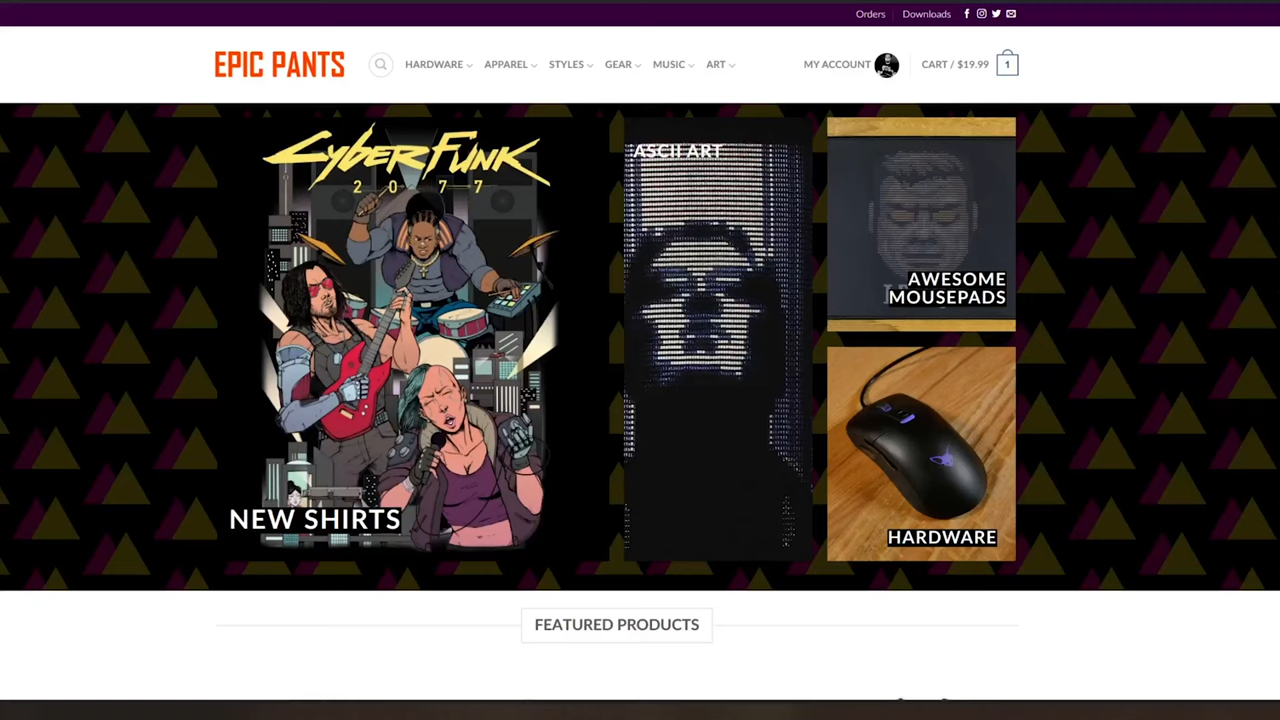 Orders
Downloads
EPIC PANTS
HARDWARE
APPAREL
STYLES
GEAR
MUSIC
ART
MY ACCOUNT
CART / $19.99
1
CYBERFUNK
2077
NEW SHIRTS
ASCII ART
AWESOME
MOUSEPADS
HARDWARE
FEATURED PRODUCTS